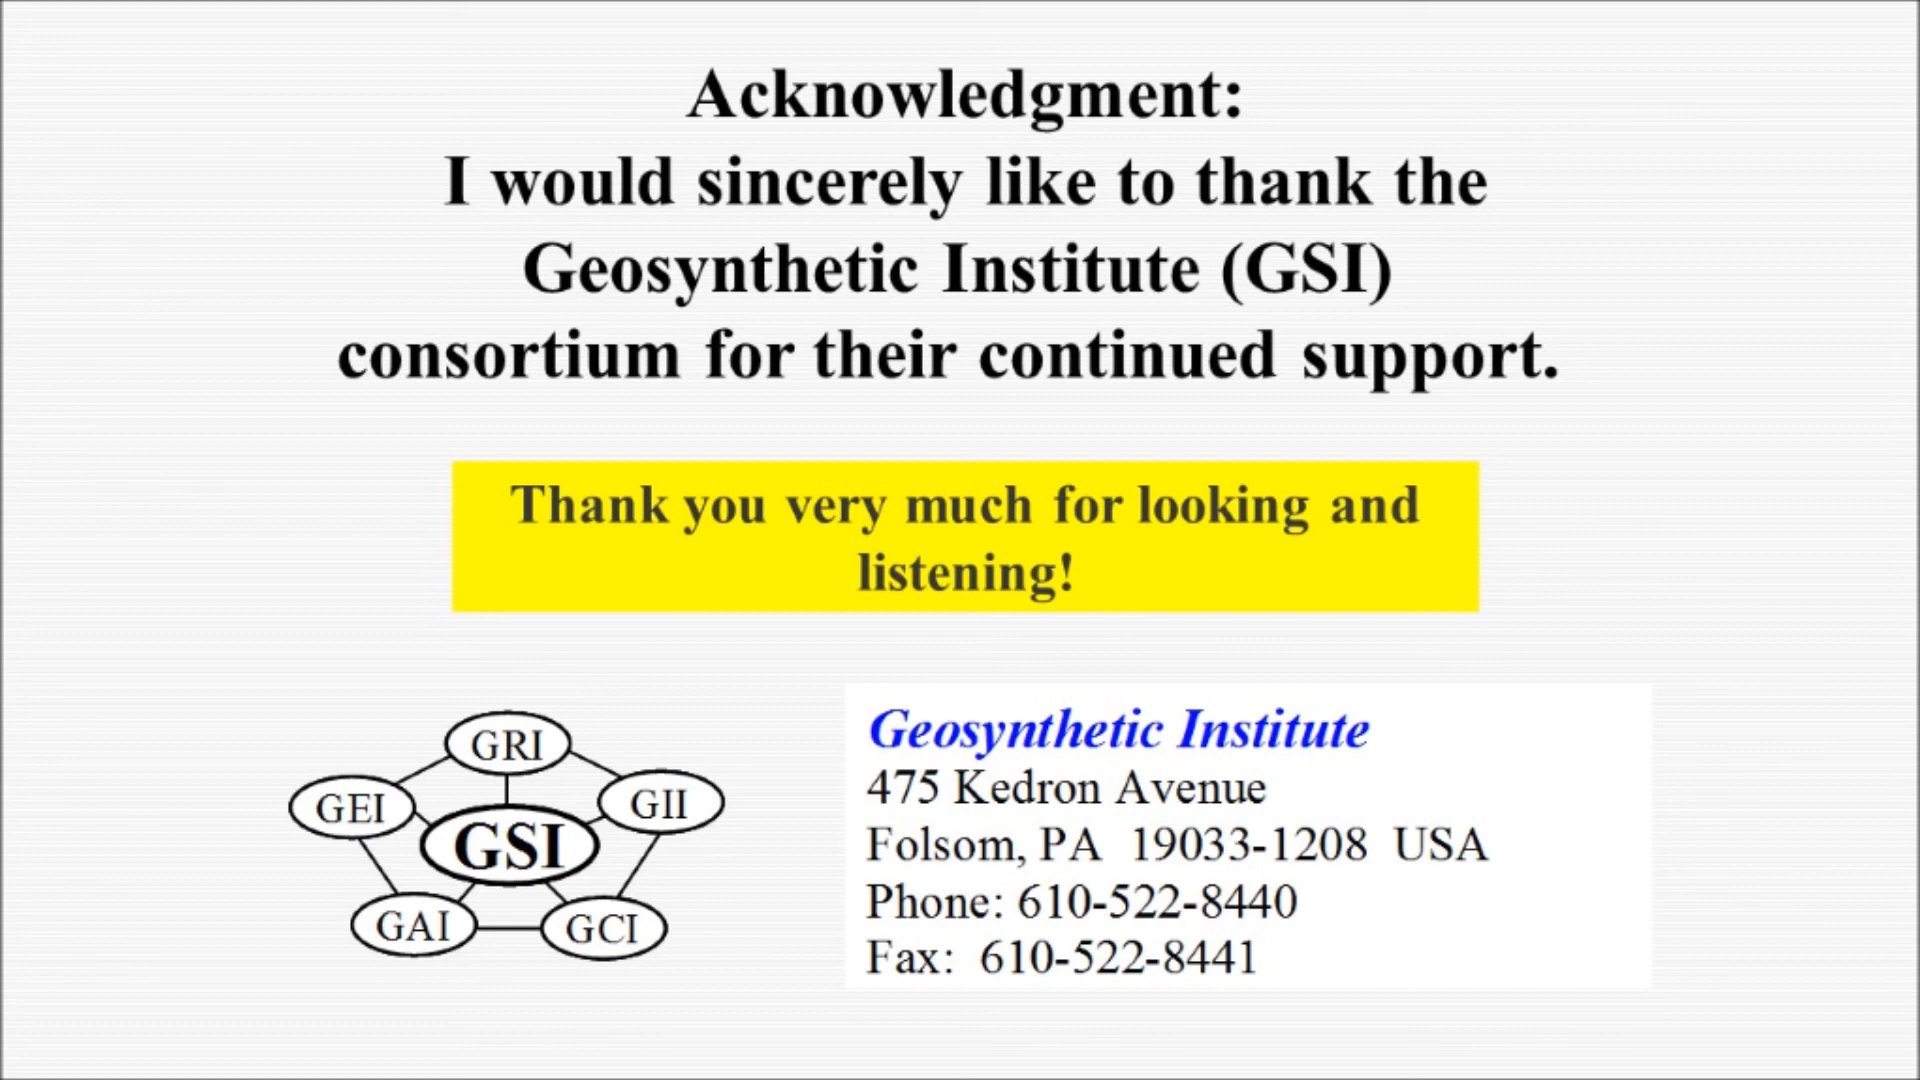 Acknowledgment:
I would sincerely like to thank the
Geosynthetic Institute (GSI)
consortium for their continued support.
Thank you very much for looking and
listening!
GRI
GEI
GII
GSI
GAI
GCI
Geosynthetic Institute
475 Kedron Avenue
Folsom, PA 19033-1208 USA
Phone: 610-522-8440
Fax: 610-522-8441